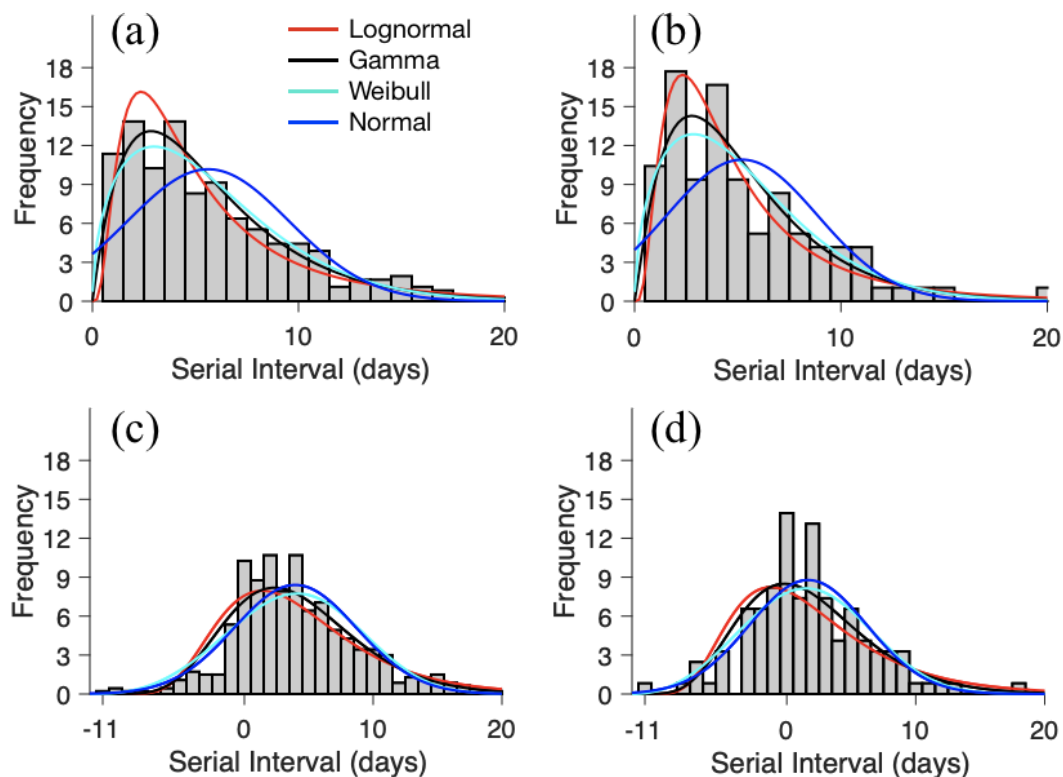 (a)
Lognormal
Gamma
Weibull
Normal
Frequency
18
15
12
9
6
3
0
0
10
20
Serial Interval (days)
(b)
Frequency
18
15
12
9
6
3
0
0
10
20
Serial Interval (days)
(c)
Frequency
18
15
12
9
6
3
0
-11
0
10
20
Serial Interval (days)
(d)
Frequency
18
15
12
9
6
3
0
-11
0
10
20
Serial Interval (days)